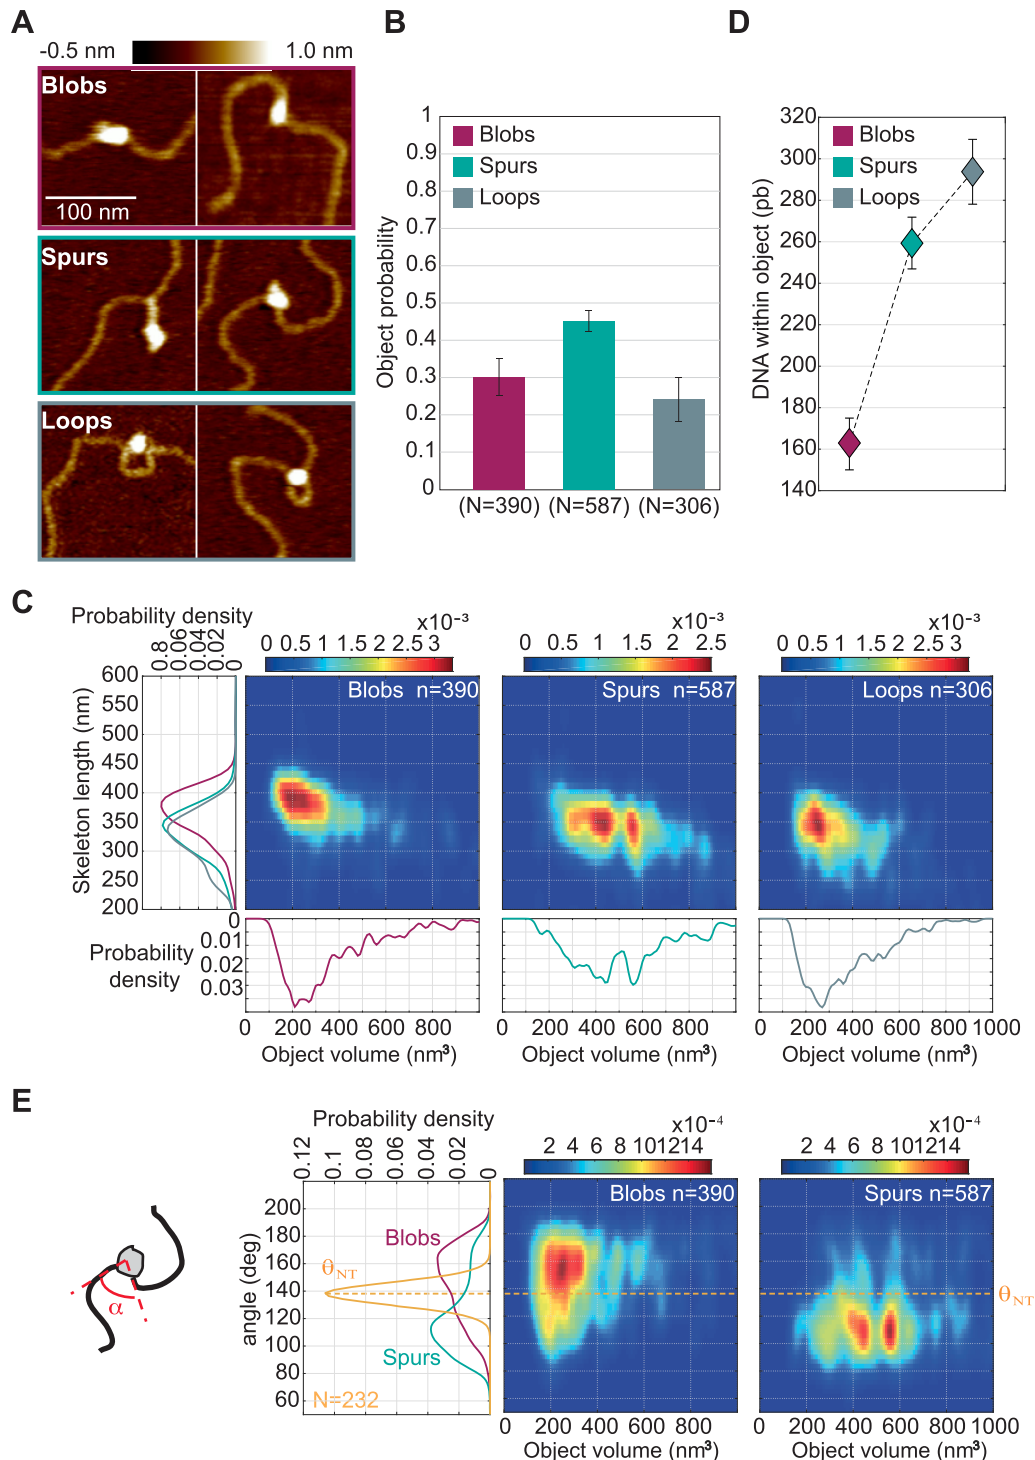 A
-0.5 nm 1.0 nm
Blobs
100 nm
Spurs
Loops
B
Object probability
1
0.9
0.8
0.7
0.6
0.5
0.4
0.3
0.2
0.1
0
Blobs
Spurs
Loops
(N=390) (N=587) (N=306)
D
DNA within object (pb)
320
300
280
260
240
220
200
180
160
140
Blobs
Spurs
Loops
C
Probability density
0.8 0.06 0.04 0.02 0
Skeleton length (nm)
600
550
500
450
400
350
300
250
200
x10⁻³
0 0.5 1 1.5 2 2.5 3
Blobs n=390
x10⁻³
0 0.5 1 1.5 2 2.5
Spurs n=587
x10⁻³
0 0.5 1 1.5 2 2.5 3
Loops n=306
Probability density
0
0.01
0.02
0.03
0 200 400 600 800
Object volume (nm³)
0 200 400 600 800
Object volume (nm³)
0 200 400 600 800 1000
Object volume (nm³)
E
α
Probability density
0.12 0.1 0.08 0.06 0.04 0.02 0
angle (deg)
200
180
160
140
120
100
80
60
Blobs
θNT
Spurs
N=232
x10⁻⁴
2 4 6 8 10 12 14
Blobs n=390
0 200 400 600 800
Object volume (nm³)
x10⁻⁴
2 4 6 8 10 12 14
Spurs n=587
θNT
0 200 400 600 800 1000
Object volume (nm³)